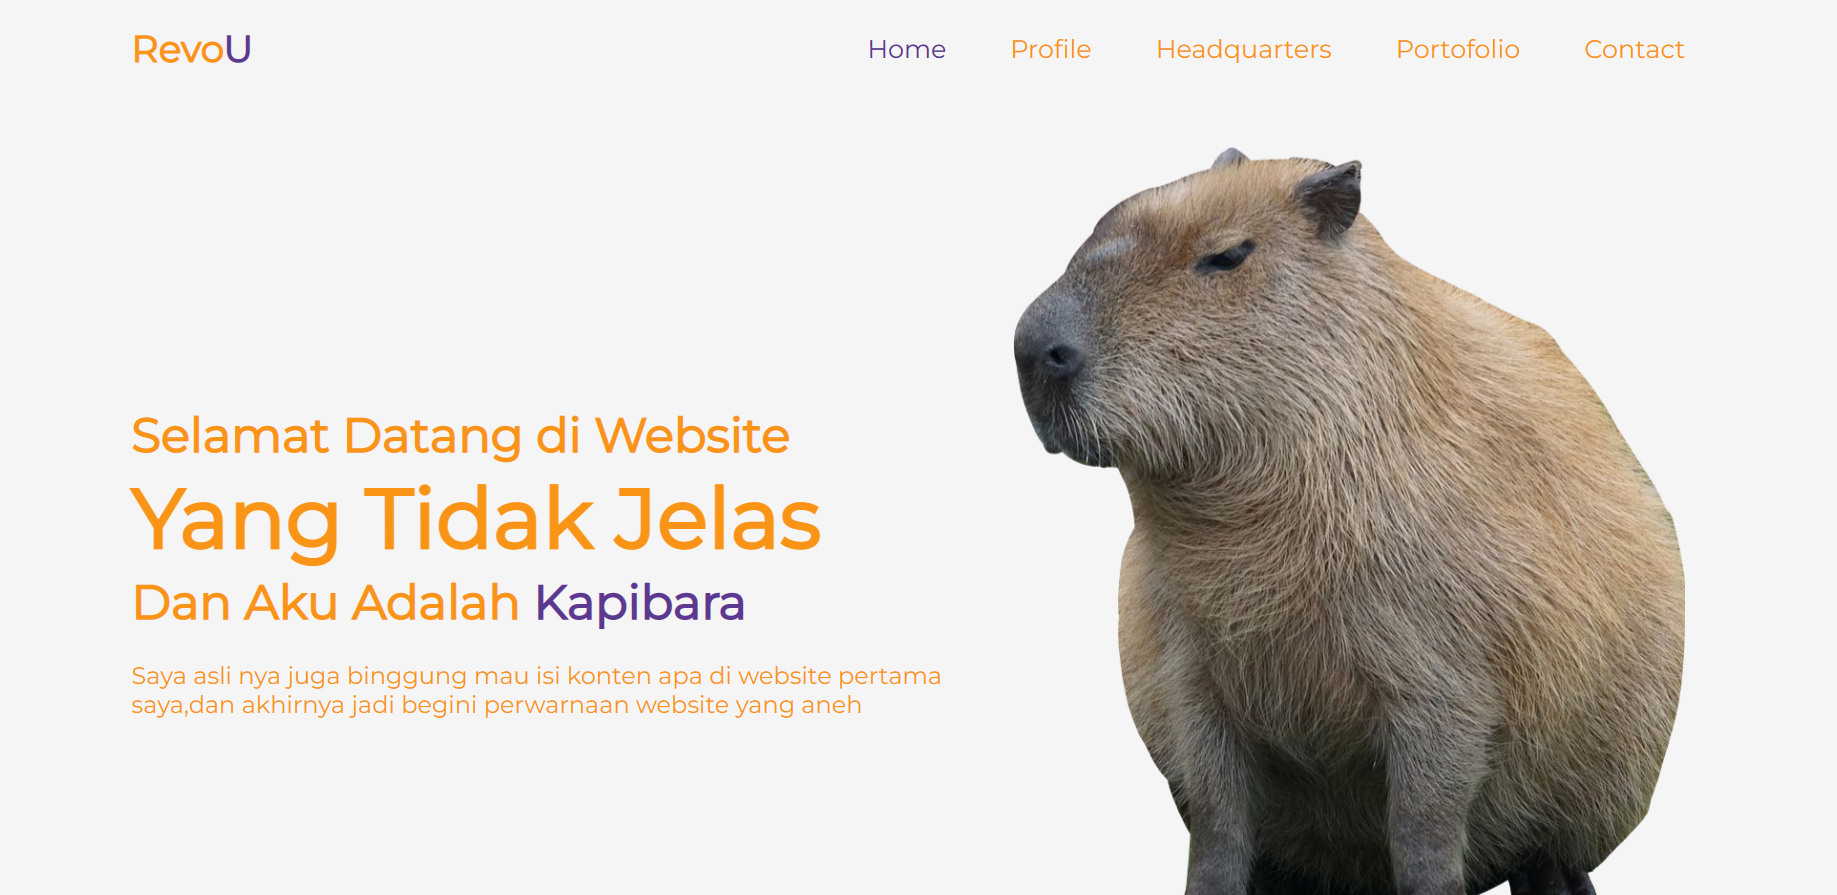 RevoU
Home Profile Headquarters Portofolio Contact
Selamat Datang di Website
Yang Tidak Jelas
Dan Aku Adalah Kapibara
Saya asli nya juga binggung mau isi konten apa di website pertama
saya,dan akhirnya jadi begini perwarnaan website yang aneh